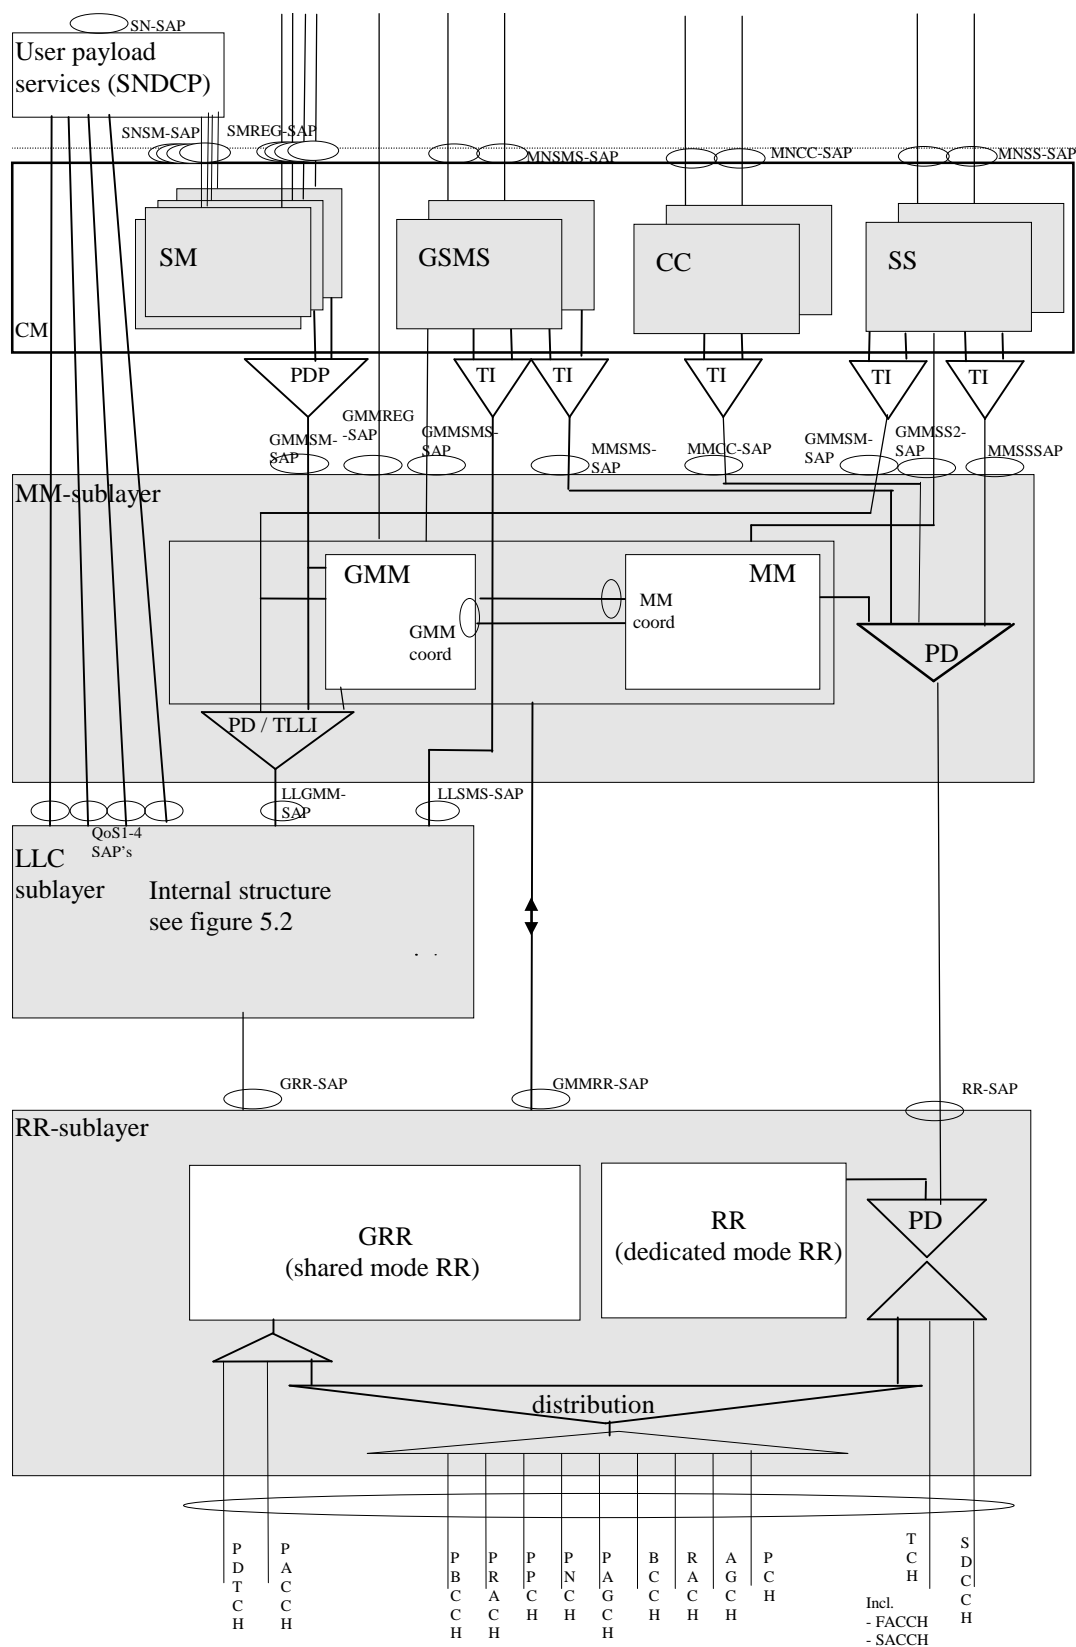 SN-SAP
User payload
services (SNDCP)
SNSM-SAP
SMREG-SAP
MNSMS-SAP
MNCC-SAP
MNSS-SAP
SM
GSMS
CC
SS
CM
PDP
TI
TI
TI
TI
TI
GMMSM-
SAP
GMMREG
-SAP
GMMSMS-
SAP
MMSMS-
SAP
MMCC-SAP
GMMSM-
SAP
GMMSS2-
SAP
MMSSSAP
MM-sublayer
GMM
MM
GMM
coord
MM
coord
PD
PD / TLLI
LLGMM-
SAP
LLSMS-SAP
QoS1-4
SAP's
LLC
sublayer
Internal structure
see figure 5.2
GRR-SAP
GMMRR-SAP
RR-SAP
RR-sublayer
GRR
(shared mode RR)
RR
(dedicated mode RR)
PD
distribution
PDTCH
PACCH
PBCCH
PRACH
PPCH
PNCH
PAGCH
BCCH
RACH
AGCH
PCH
TCH
Incl.
- FACCH
- SACCH
SDCCH